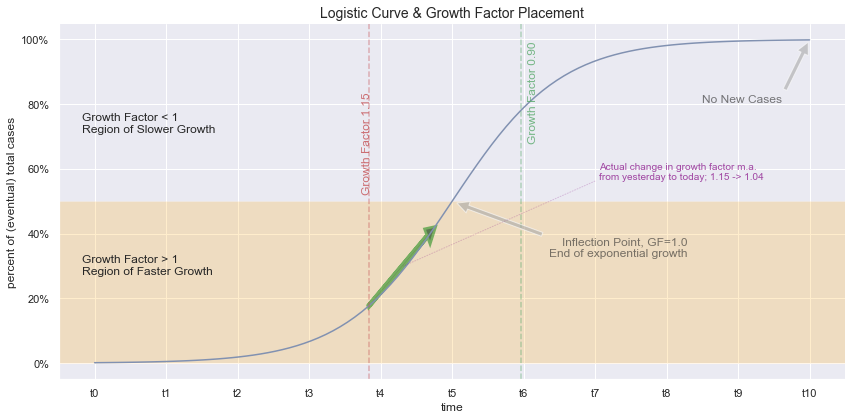 Logistic Curve & Growth Factor Placement
100%
80%
60%
40%
20%
0%
percent of (eventual) total cases
Growth Factor < 1
Region of Slower Growth
Growth Factor > 1
Region of Faster Growth
Growth Factor 1.15
Growth Factor 0.90
No New Cases
Actual change in growth factor m.a.
from yesterday to today; 1.15 -> 1.04
Inflection Point, GF=1.0
End of exponential growth
t0 t1 t2 t3 t4 t5 t6 t7 t8 t9 t10
time